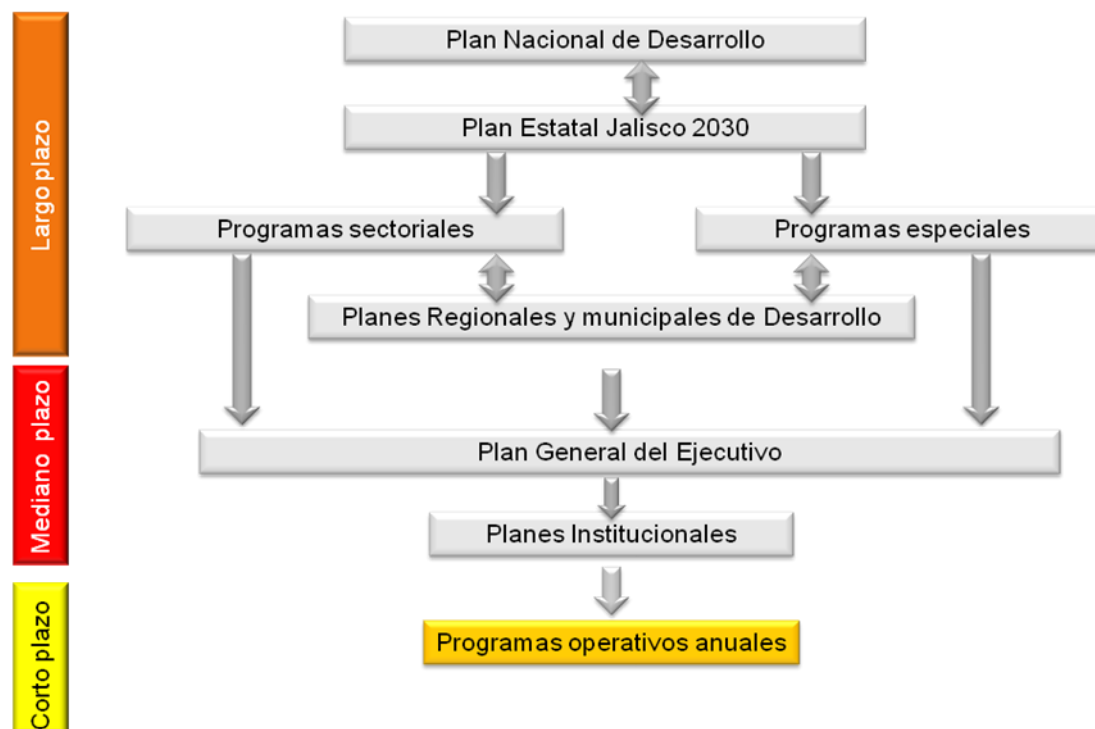 Plan Nacional de Desarrollo
Plan Estatal Jalisco 2030
Largo plazo
Programas sectoriales
Programas especiales
Planes Regionales y municipales de Desarrollo
Mediano plazo
Plan General del Ejecutivo
Planes Institucionales
Corto plazo
Programas operativos anuales